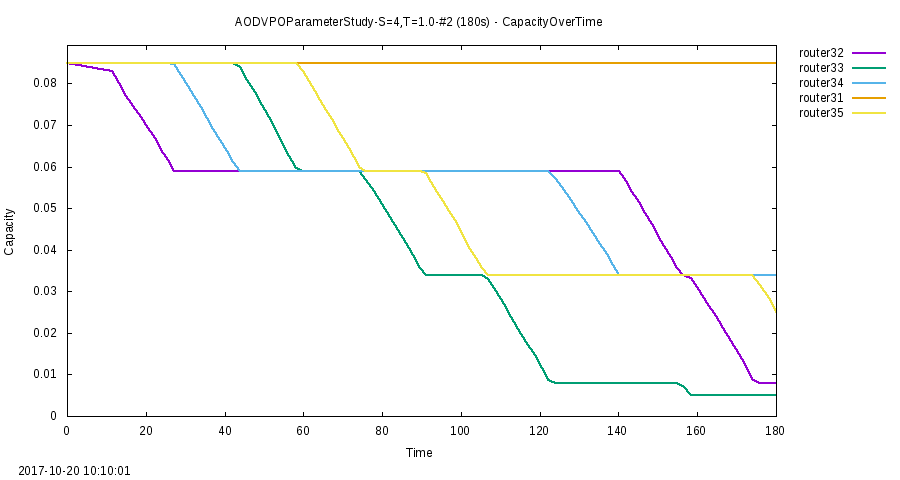 AODVPOParameterStudy-S=4,T=1.0-#2 (180s) - CapacityOverTime
router32
router33
router34
router31
router35
0.08
0.07
0.06
0.05
0.04
0.03
0.02
0.01
0
Capacity
0 20 40 60 80 100 120 140 160 180
Time
2017-10-20 10:10:01